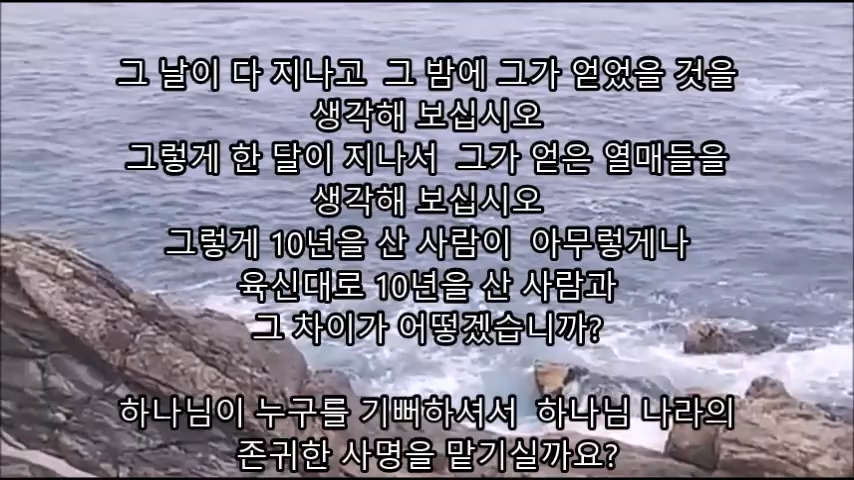 그 날이 다 지나고 그 밤에 그가 얻었을 것을
생각해 보십시오
그렇게 한 달이 지나서 그가 얻은 열매들을
생각해 보십시오
그렇게 10년을 산 사람이 아무렇게나
육신대로 10년을 산 사람과
그 차이가 어떻겠습니까?
하나님이 누구를 기뻐하셔서 하나님 나라의
존귀한 사명을 맡기실까요?